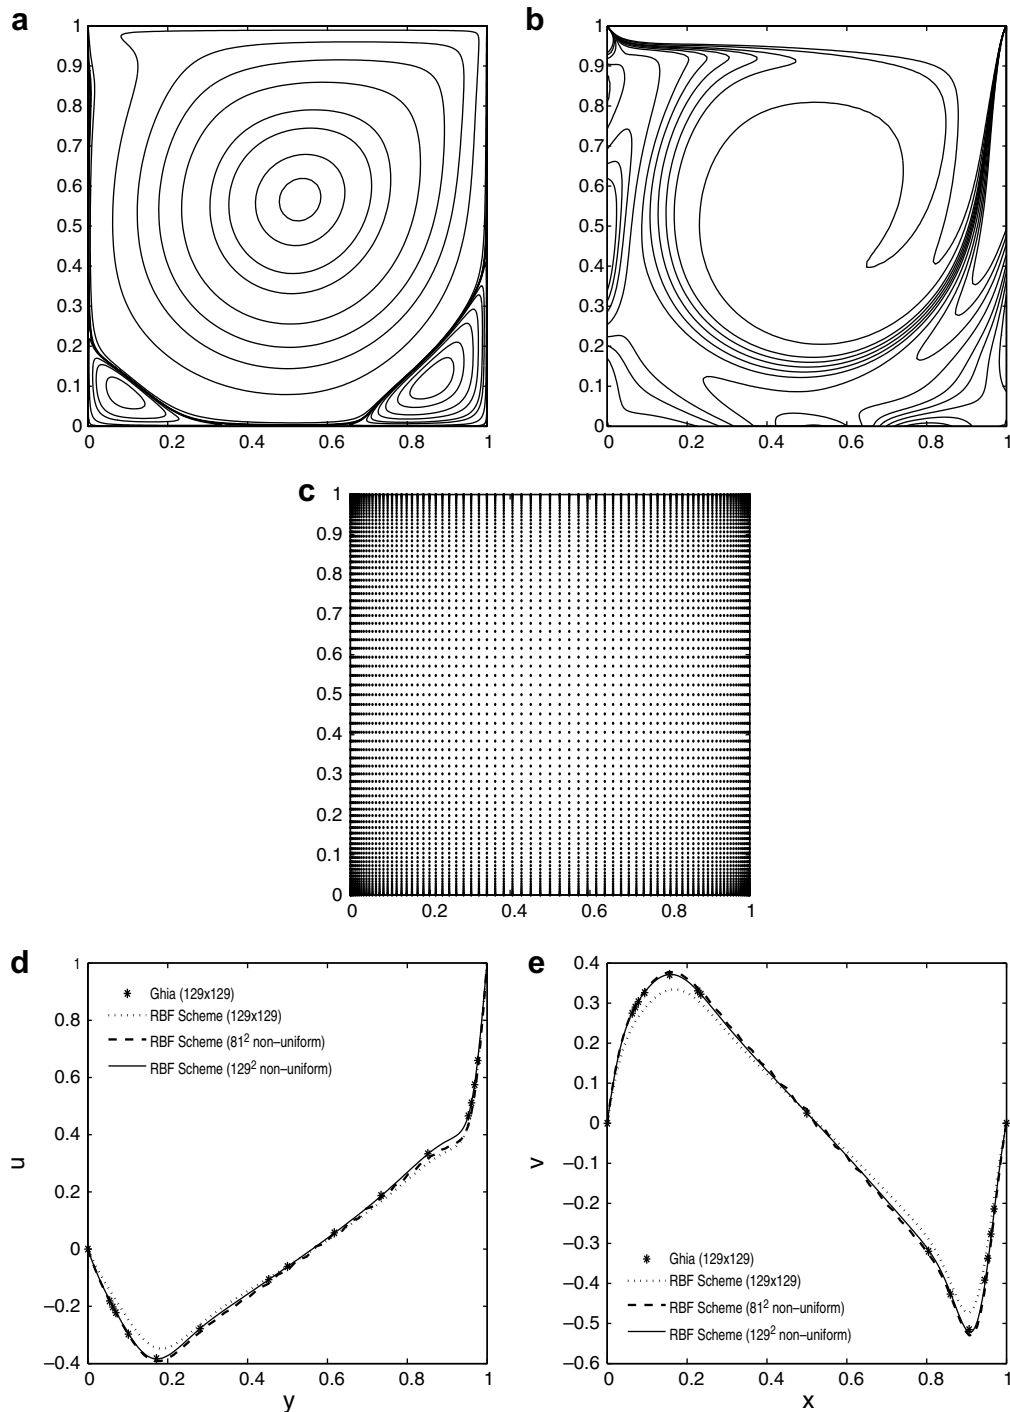 a
1
0.9
0.8
0.7
0.6
0.5
0.4
0.3
0.2
0.1
0
0 0.2 0.4 0.6 0.8 1
b
1
0.9
0.8
0.7
0.6
0.5
0.4
0.3
0.2
0.1
0
0 0.2 0.4 0.6 0.8 1
c
1
0.9
0.8
0.7
0.6
0.5
0.4
0.3
0.2
0.1
0
0 0.2 0.4 0.6 0.8 1
d
1
0.8
0.6
0.4
0.2
0
−0.2
−0.4
u
Ghia (129x129)
RBF Scheme (129x129)
RBF Scheme (81² non−uniform)
RBF Scheme (129² non−uniform)
0 0.2 0.4 0.6 0.8 1
y
e
0.4
0.3
0.2
0.1
0
−0.1
−0.2
−0.3
−0.4
−0.5
−0.6
v
Ghia (129x129)
RBF Scheme (129x129)
RBF Scheme (81² non−uniform)
RBF Scheme (129² non−uniform)
0 0.2 0.4 0.6 0.8 1
x